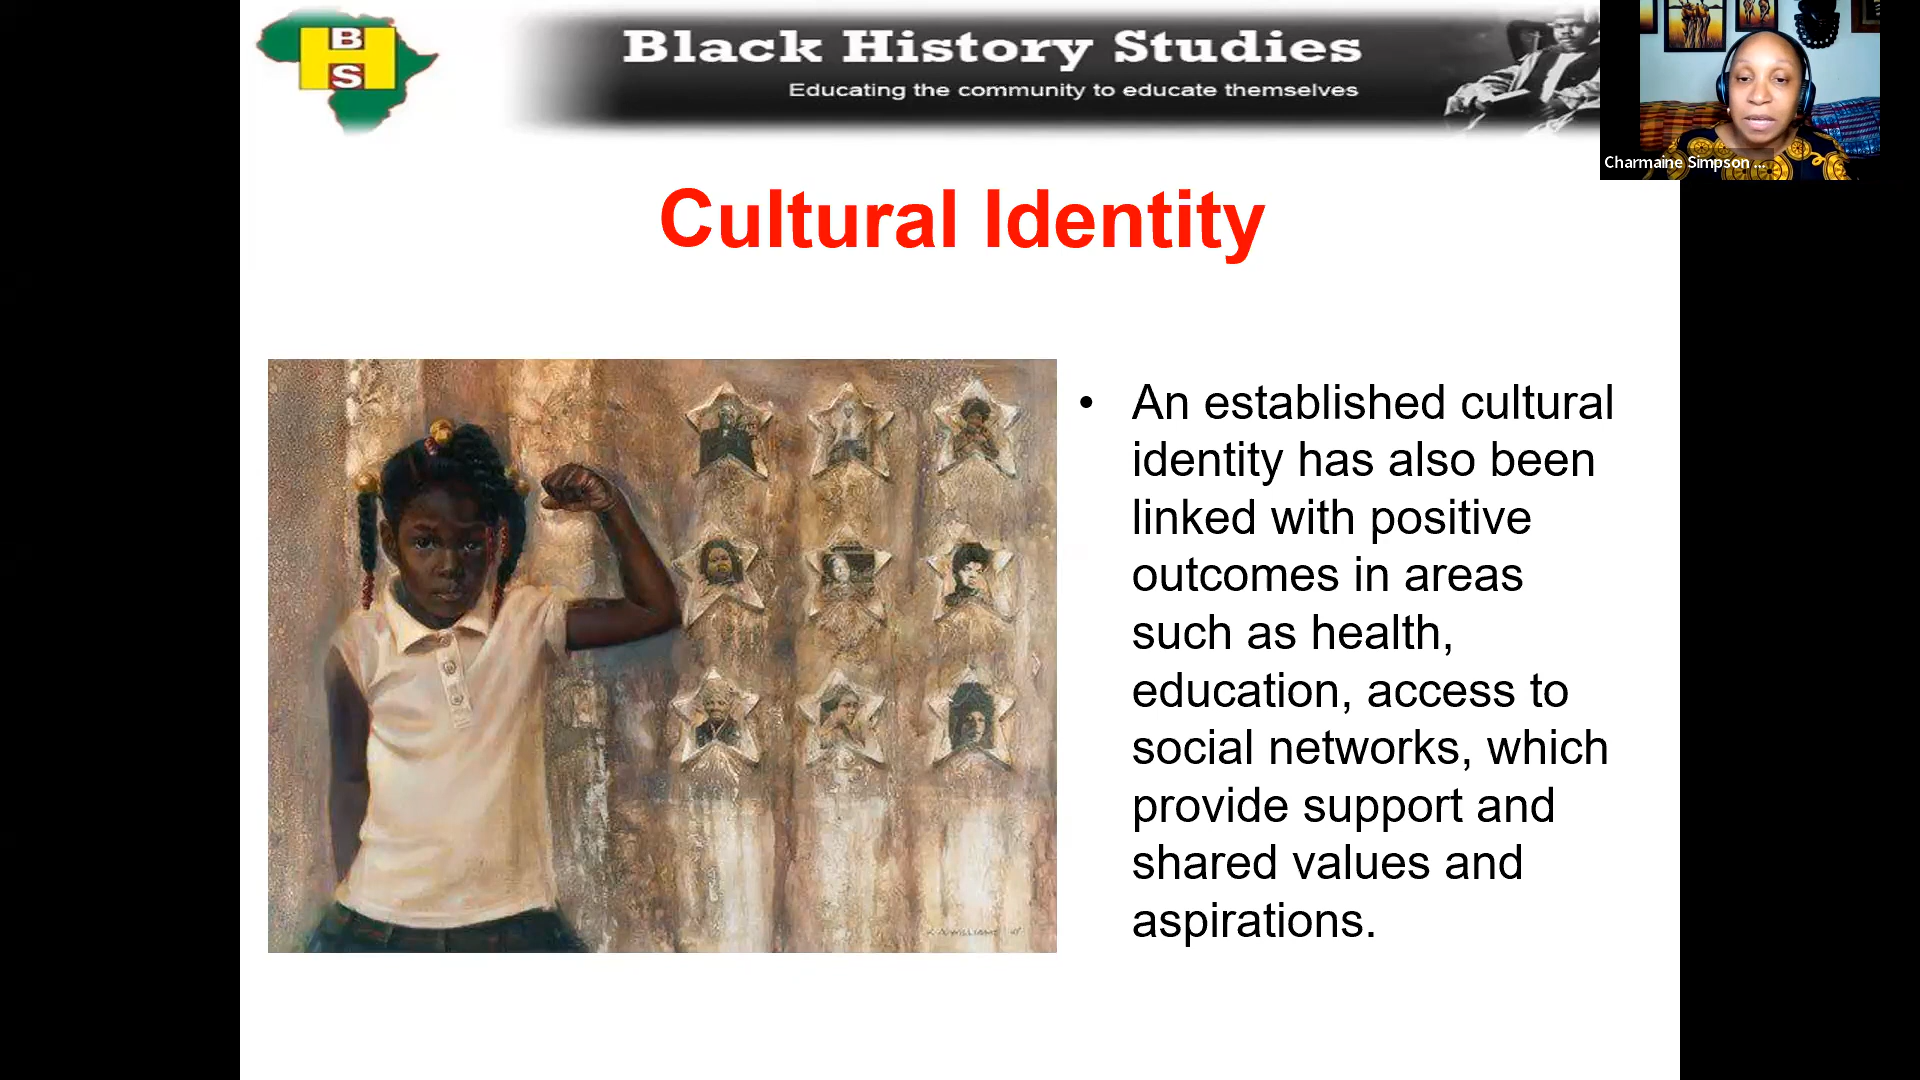 B
H
S
Black History Studies
Educating the community to educate themselves
Charmaine Simpson ...
Cultural Identity
• An established cultural
identity has also been
linked with positive
outcomes in areas
such as health,
education, access to
social networks, which
provide support and
shared values and
aspirations.